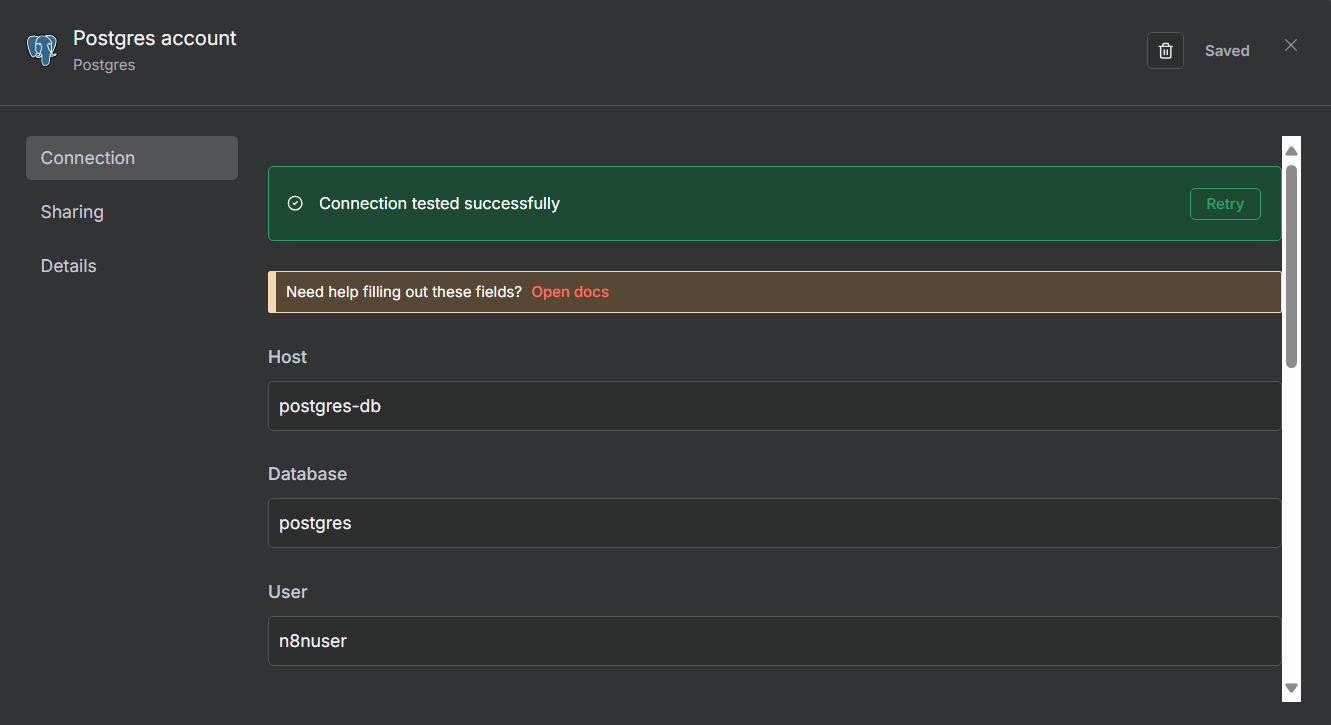 Postgres account
Postgres
Saved
Connection
Sharing
Details
Connection tested successfully
Retry
Need help filling out these fields? Open docs
Host
postgres-db
Database
postgres
User
n8nuser